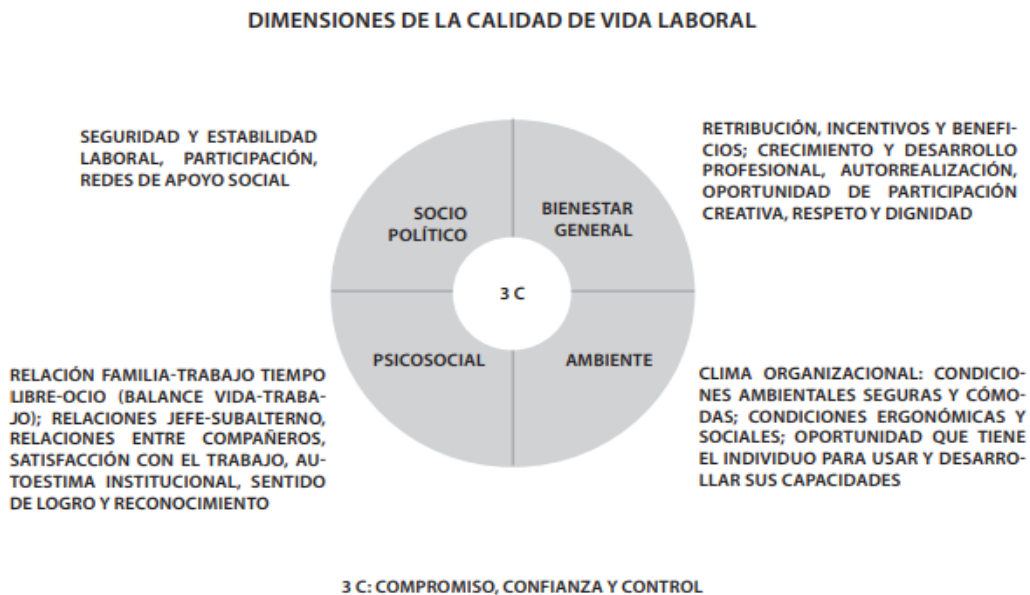 DIMENSIONES DE LA CALIDAD DE VIDA LABORAL
SEGURIDAD Y ESTABILIDAD
LABORAL, PARTICIPACIÓN,
REDES DE APOYO SOCIAL
RETRIBUCIÓN, INCENTIVOS Y BENEFI-
CIOS; CRECIMIENTO Y DESARROLLO
PROFESIONAL, AUTORREALIZACIÓN,
OPORTUNIDAD DE PARTICIPACIÓN
CREATIVA, RESPETO Y DIGNIDAD
SOCIO
POLÍTICO
BIENESTAR
GENERAL
3 C
PSICOSOCIAL
AMBIENTE
RELACIÓN FAMILIA-TRABAJO TIEMPO
LIBRE-OCIO (BALANCE VIDA-TRABA-
JO); RELACIONES JEFE-SUBALTERNO,
RELACIONES ENTRE COMPAÑEROS,
SATISFACCIÓN CON EL TRABAJO, AU-
TOESTIMA INSTITUCIONAL, SENTIDO
DE LOGRO Y RECONOCIMIENTO
CLIMA ORGANIZACIONAL: CONDICIO-
NES AMBIENTALES SEGURAS Y CÓMO-
DAS; CONDICIONES ERGONÓMICAS Y
SOCIALES; OPORTUNIDAD QUE TIENE
EL INDIVIDUO PARA USAR Y DESARRO-
LLAR SUS CAPACIDADES
3 C: COMPROMISO, CONFIANZA Y CONTROL